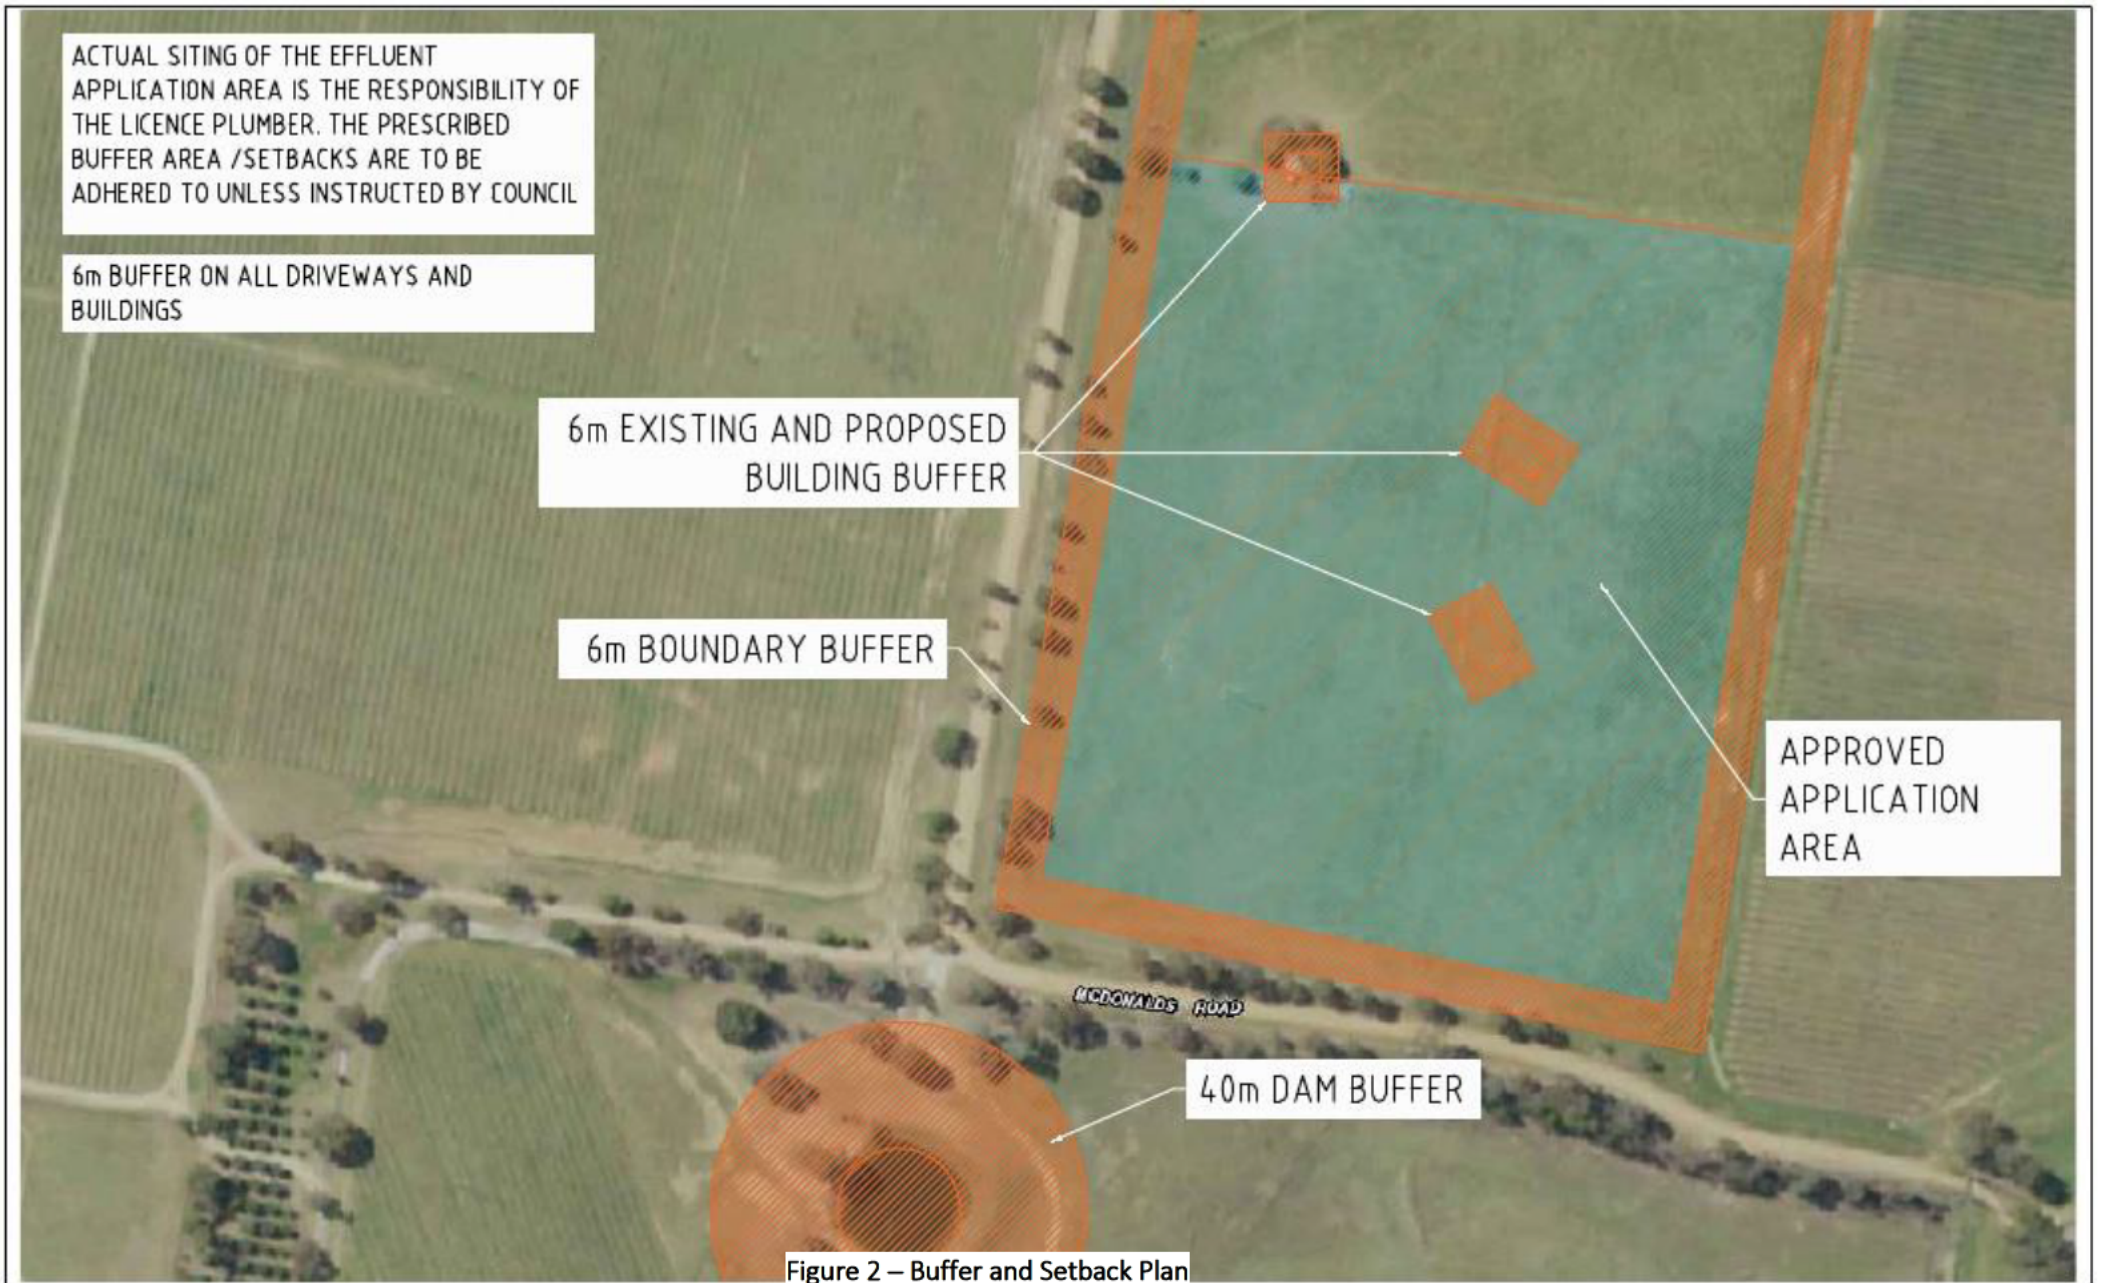 ACTUAL SITING OF THE EFFLUENT
APPLICATION AREA IS THE RESPONSIBILITY OF
THE LICENCE PLUMBER. THE PRESCRIBED
BUFFER AREA /SETBACKS ARE TO BE
ADHERED TO UNLESS INSTRUCTED BY COUNCIL
6m BUFFER ON ALL DRIVEWAYS AND
BUILDINGS
6m EXISTING AND PROPOSED
BUILDING BUFFER
6m BOUNDARY BUFFER
APPROVED
APPLICATION
AREA
MCDONALDS ROAD
40m DAM BUFFER
Figure 2 – Buffer and Setback Plan